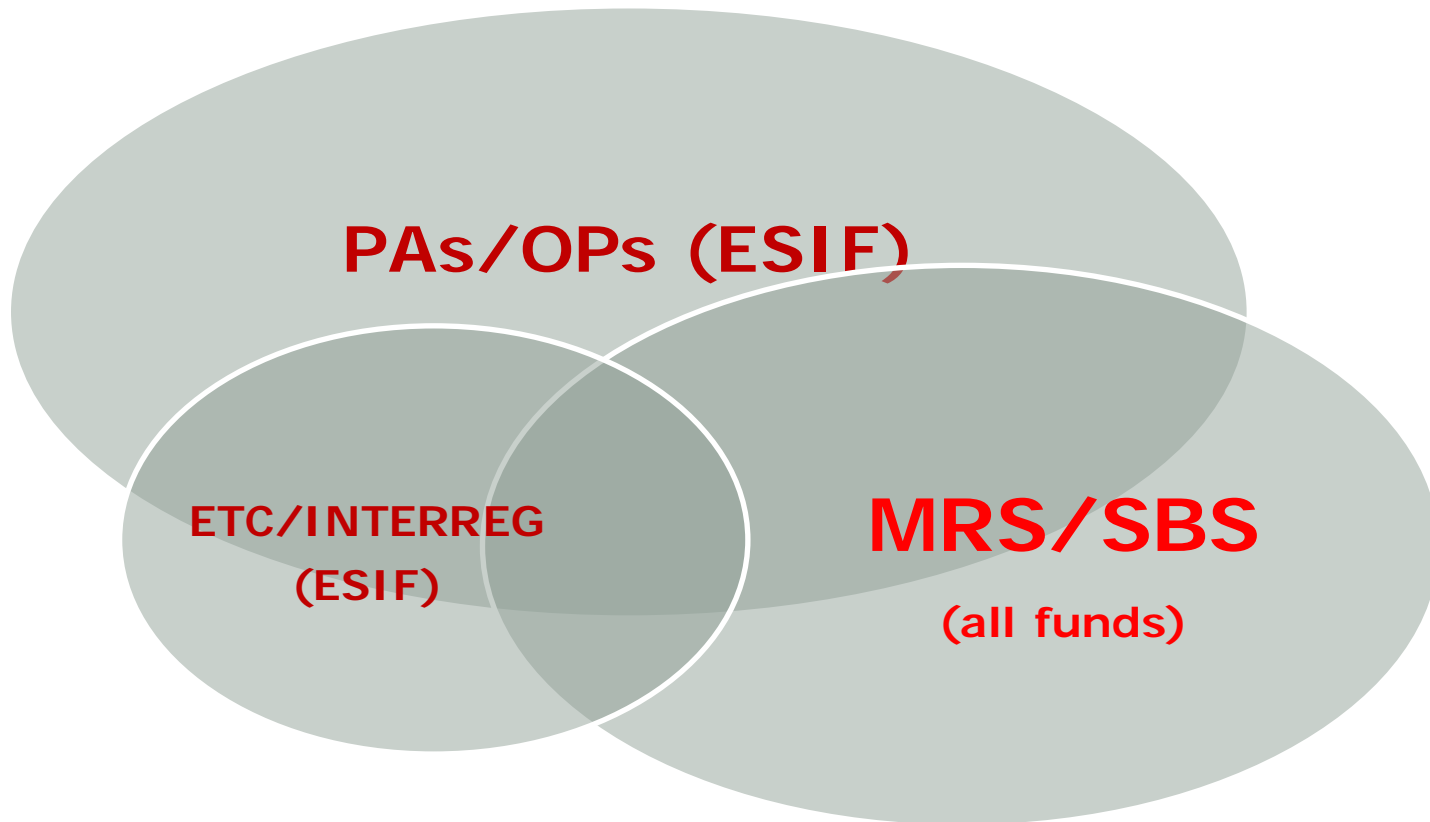 PAs/OPs (ESIF)
ETC/INTERREG
(ESIF)
MRS/SBS
(all funds)